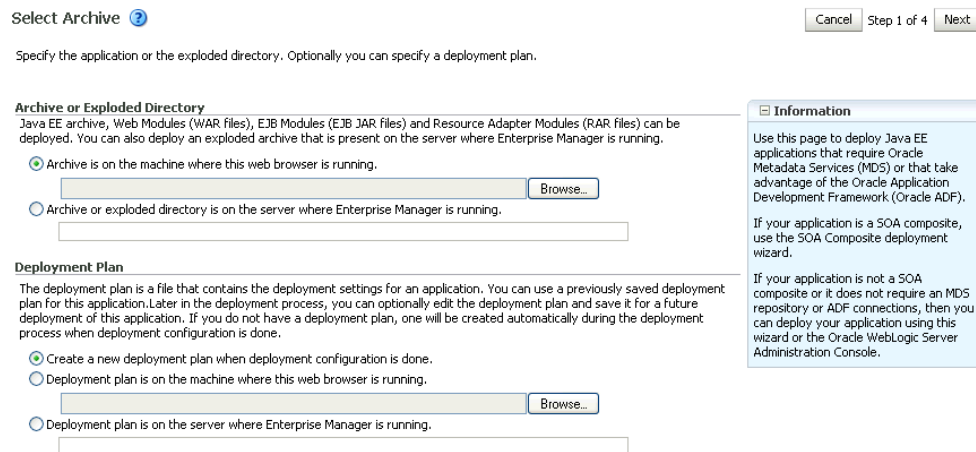 Select Archive ?
Cancel Step 1 of 4 Next
Specify the application or the exploded directory. Optionally you can specify a deployment plan.
Archive or Exploded Directory
Java EE archive, Web Modules (WAR files), EJB Modules (EJB JAR files) and Resource Adapter Modules (RAR files) can be
deployed. You can also deploy an exploded archive that is present on the server where Enterprise Manager is running.
Archive is on the machine where this web browser is running.
Browse...
Archive or exploded directory is on the server where Enterprise Manager is running.
Deployment Plan
The deployment plan is a file that contains the deployment settings for an application. You can use a previously saved deployment
plan for this application.Later in the deployment process, you can optionally edit the deployment plan and save it for a future
deployment of this application. If you do not have a deployment plan, one will be created automatically during the deployment
process when deployment configuration is done.
Create a new deployment plan when deployment configuration is done.
Deployment plan is on the machine where this web browser is running.
Browse...
Deployment plan is on the server where Enterprise Manager is running.
Information
Use this page to deploy Java EE
applications that require Oracle
Metadata Services (MDS) or that take
advantage of the Oracle Application
Development Framework (Oracle ADF).
If your application is a SOA composite,
use the SOA Composite deployment
wizard.
If your application is not a SOA
composite or it does not require an MDS
repository or ADF connections, then you
can deploy your application using this
wizard or the Oracle WebLogic Server
Administration Console.